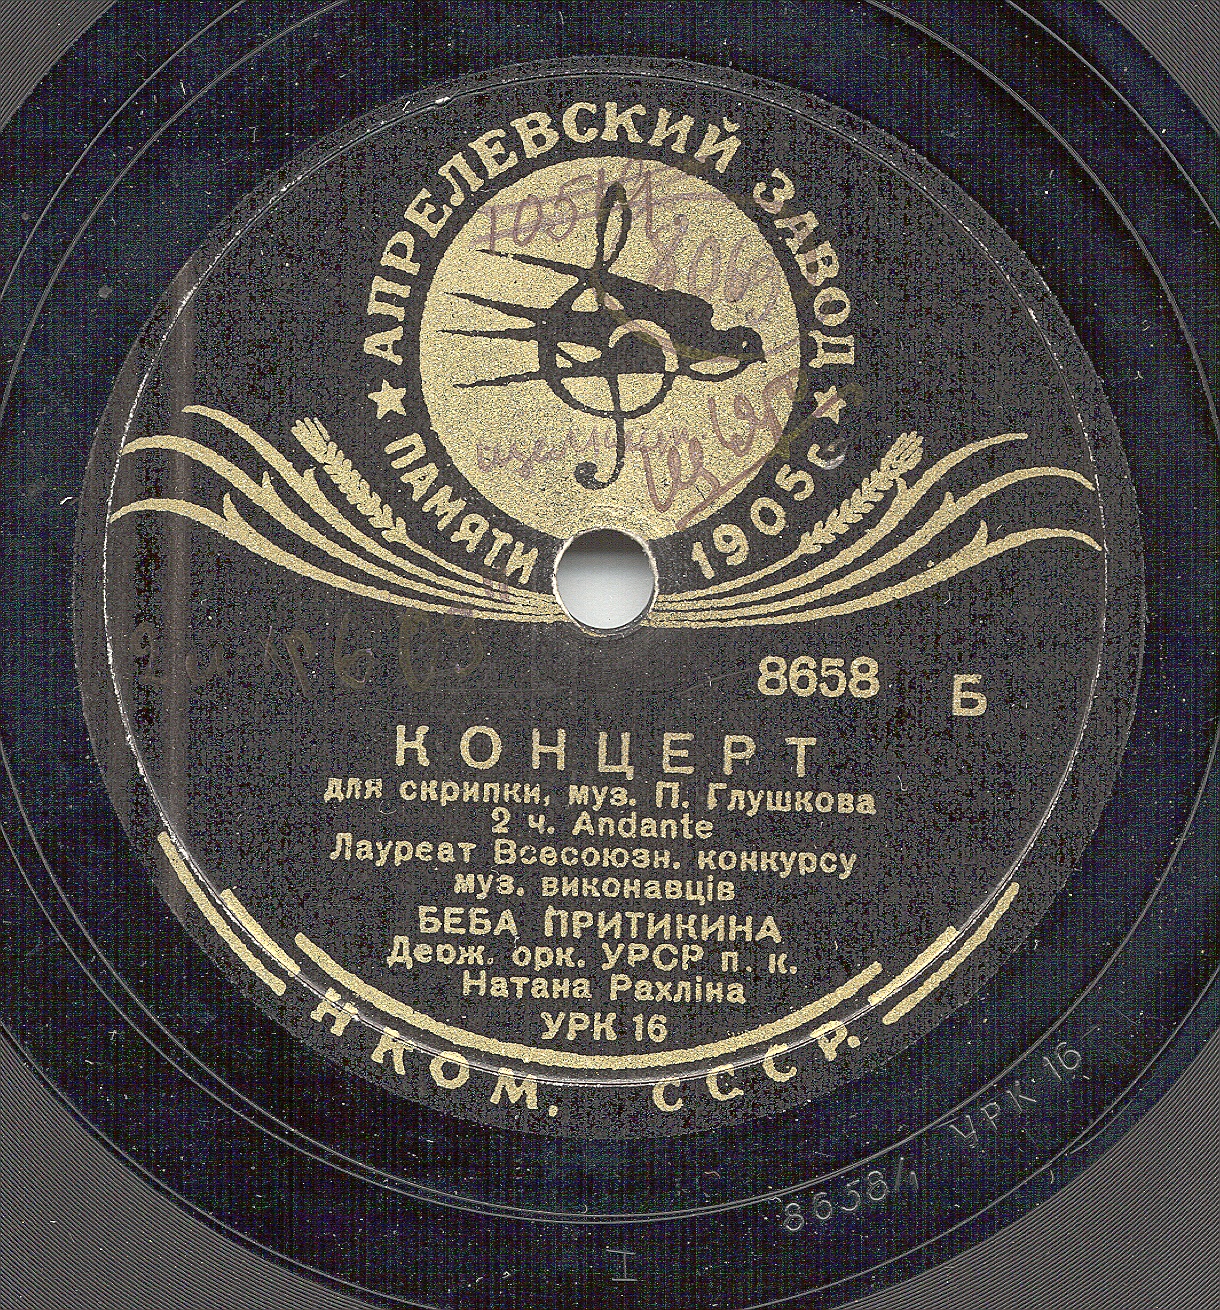 АПРЕЛЕВСКИЙ ЗАВОД
ПАМЯТИ 1905 г.
8658 Б
КОНЦЕРТ
для скрипки, муз. П. Глушкова
2 ч. Andante
Лауреат Всесоюзн. конкурсу
муз. виконавців
БЕБА ПРИТИКИНА
Держ. орк. УРСР п. к.
Натана Рахліна
УРК 16
НКОМ. СССР.
УРК 16
8658/1
I